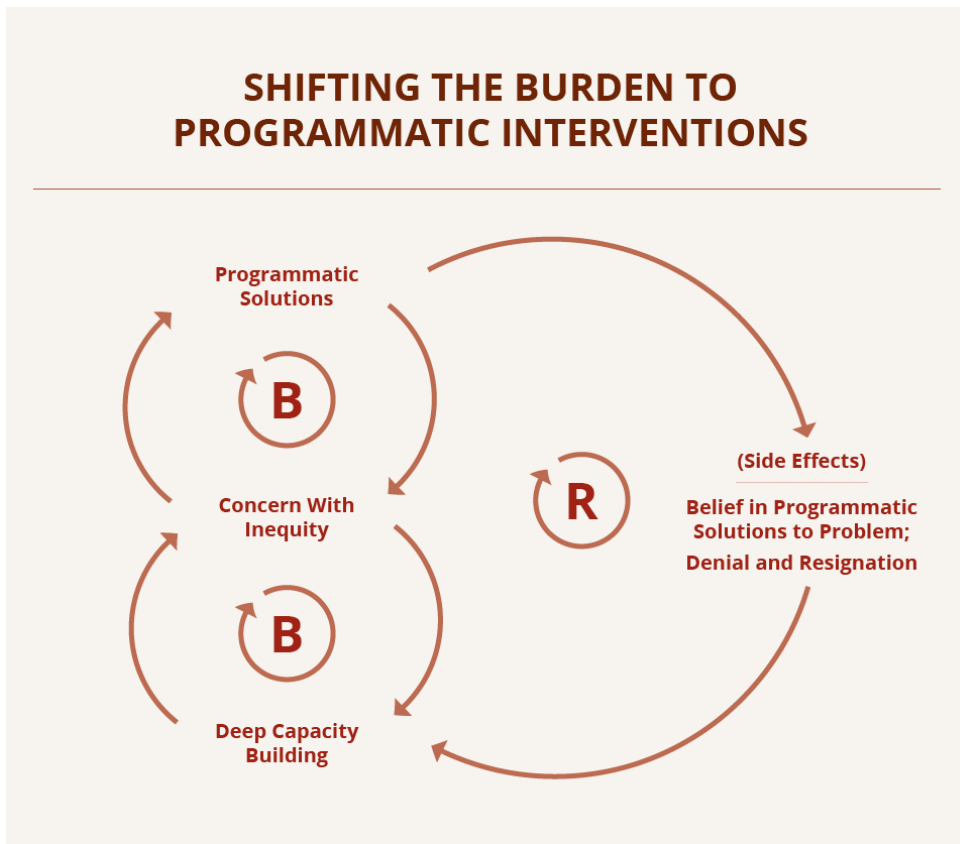 SHIFTING THE BURDEN TO
PROGRAMMATIC INTERVENTIONS
Programmatic
Solutions
B
Concern With
Inequity
B
Deep Capacity
Building
R
(Side Effects)
Belief in Programmatic
Solutions to Problem;
Denial and Resignation